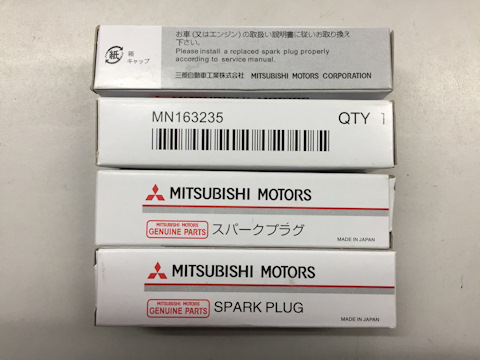 お車(又はエンジン)の取扱い説明書に従いお取り換え
下さい。
Please install a replaced spark plug properly
according to service manual.
紙
箱
キャップ
三菱自動車工業株式会社 MITSUBISHI MOTORS CORPORATION
MN163235 QTY 1
MITSUBISHI MOTORS
MITSUBISHI MOTORS
GENUINE PARTS
スパークプラグ
MADE IN JAPAN
MITSUBISHI MOTORS
MITSUBISHI MOTORS
GENUINE PARTS
SPARK PLUG
MADE IN JAPAN